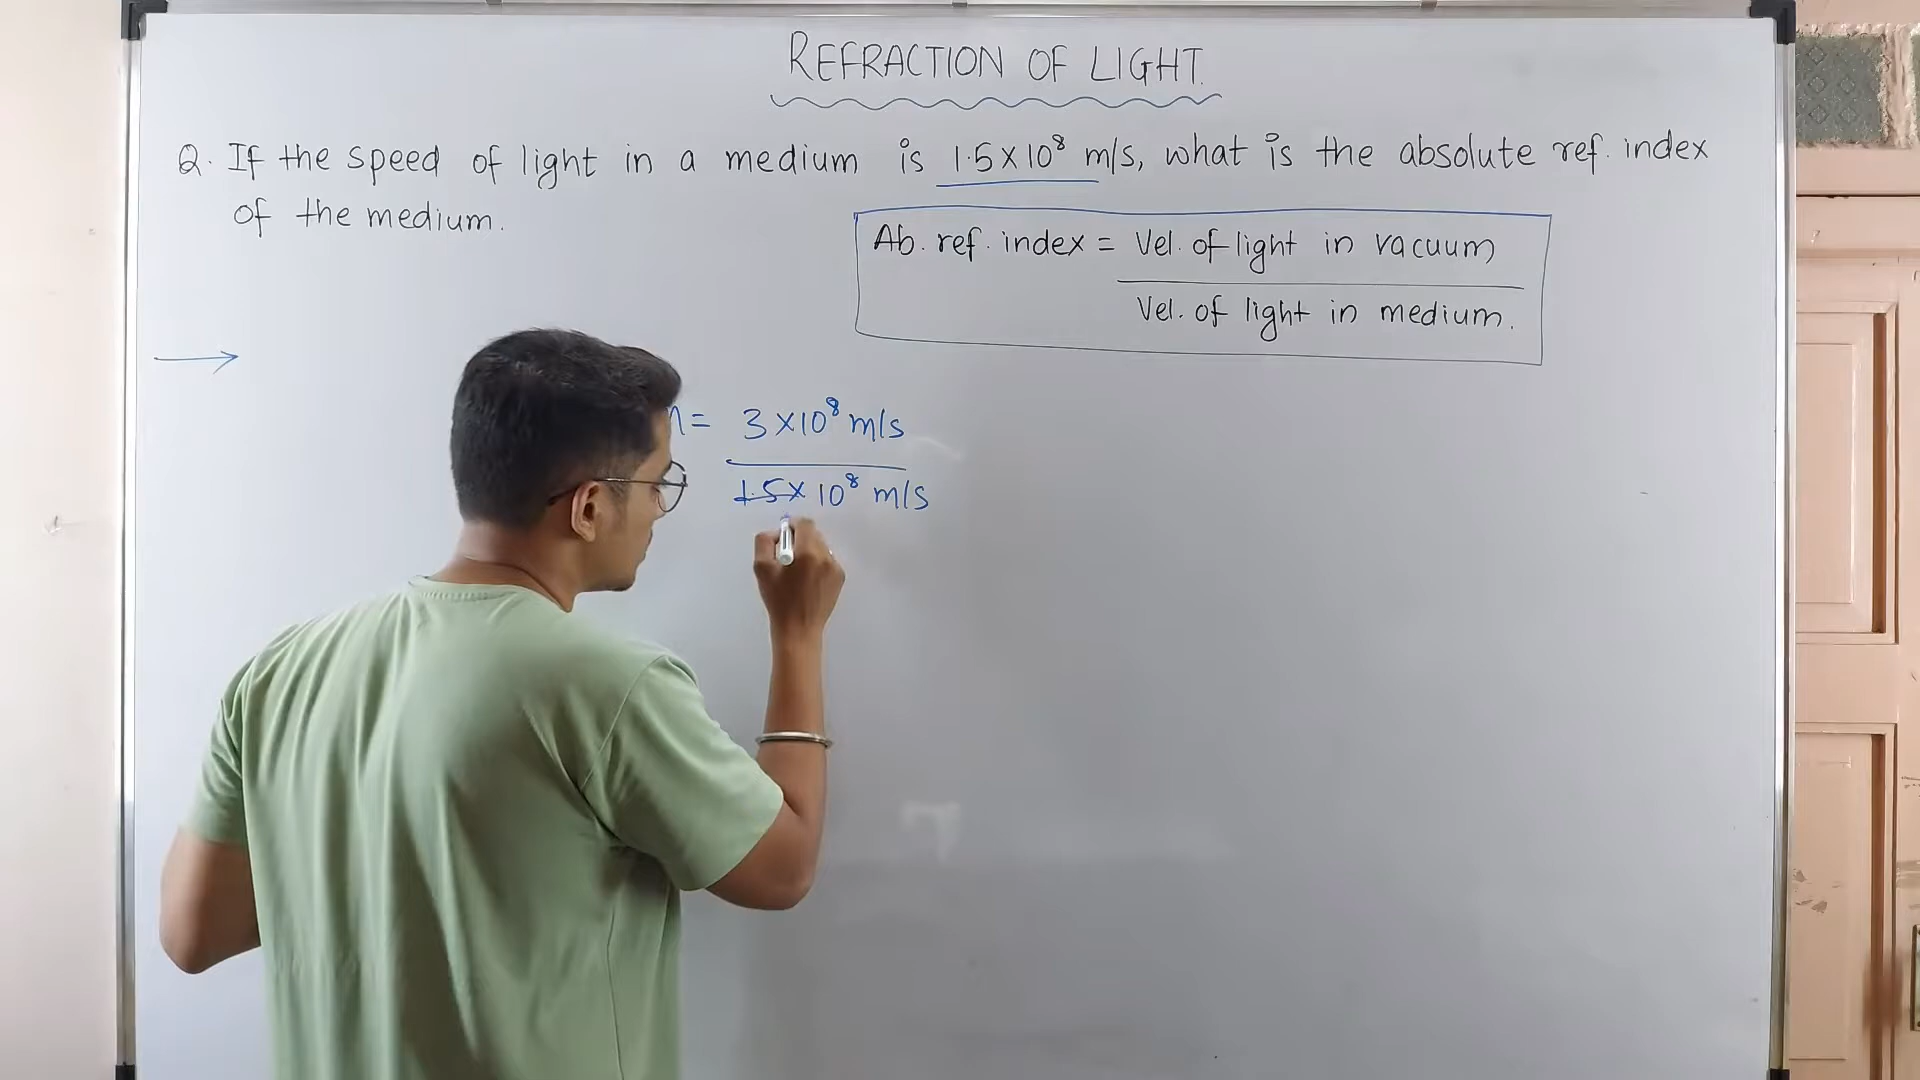 REFRACTION OF LIGHT.
Q. If the speed of light in a medium is 1.5×10⁸ m/s, what is the absolute ref. index
of the medium.
Ab. ref. index = Vel. of light in vacuum
Vel. of light in medium.
= 3×10⁸ m/s
1.5×10⁸ m/s